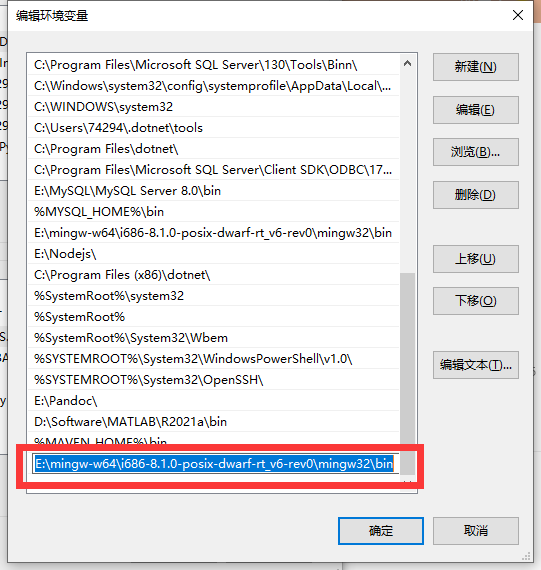 编辑环境变量
C:\Program Files\Microsoft SQL Server\130\Tools\Binn\
C:\Windows\system32\config\systemprofile\AppData\Local\...
C:\WINDOWS\system32
C:\Users\74294\.dotnet\tools
C:\Program Files\dotnet\
C:\Program Files\Microsoft SQL Server\Client SDK\ODBC\17...
E:\MySQL\MySQL Server 8.0\bin
%MYSQL_HOME%\bin
E:\mingw-w64\i686-8.1.0-posix-dwarf-rt_v6-rev0\mingw32\bin
E:\Nodejs\
C:\Program Files (x86)\dotnet\
%SystemRoot%\system32
%SystemRoot%
%SystemRoot%\System32\Wbem
%SYSTEMROOT%\System32\WindowsPowerShell\v1.0\
%SYSTEMROOT%\System32\OpenSSH\
E:\Pandoc\
D:\Software\MATLAB\R2021a\bin
%MAVEN_HOME%\bin
E:\mingw-w64\i686-8.1.0-posix-dwarf-rt_v6-rev0\mingw32\bin
新建(N)
编辑(E)
浏览(B)...
删除(D)
上移(U)
下移(O)
编辑文本(T)...
确定
取消